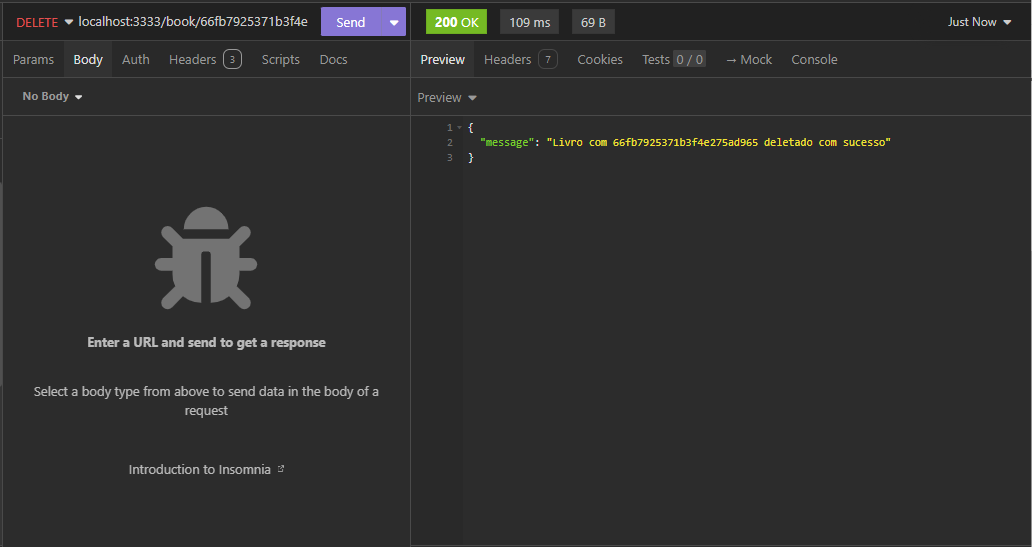 DELETE localhost:3333/book/66fb7925371b3f4e Send 200 OK 109 ms 69 B Just Now
Params Body Auth Headers 3 Scripts Docs Preview Headers 7 Cookies Tests 0 / 0 → Mock Console
No Body
Preview
1 {
2 "message": "Livro com 66fb7925371b3f4e275ad965 deletado com sucesso"
3 }
Enter a URL and send to get a response
Select a body type from above to send data in the body of a
request
Introduction to Insomnia